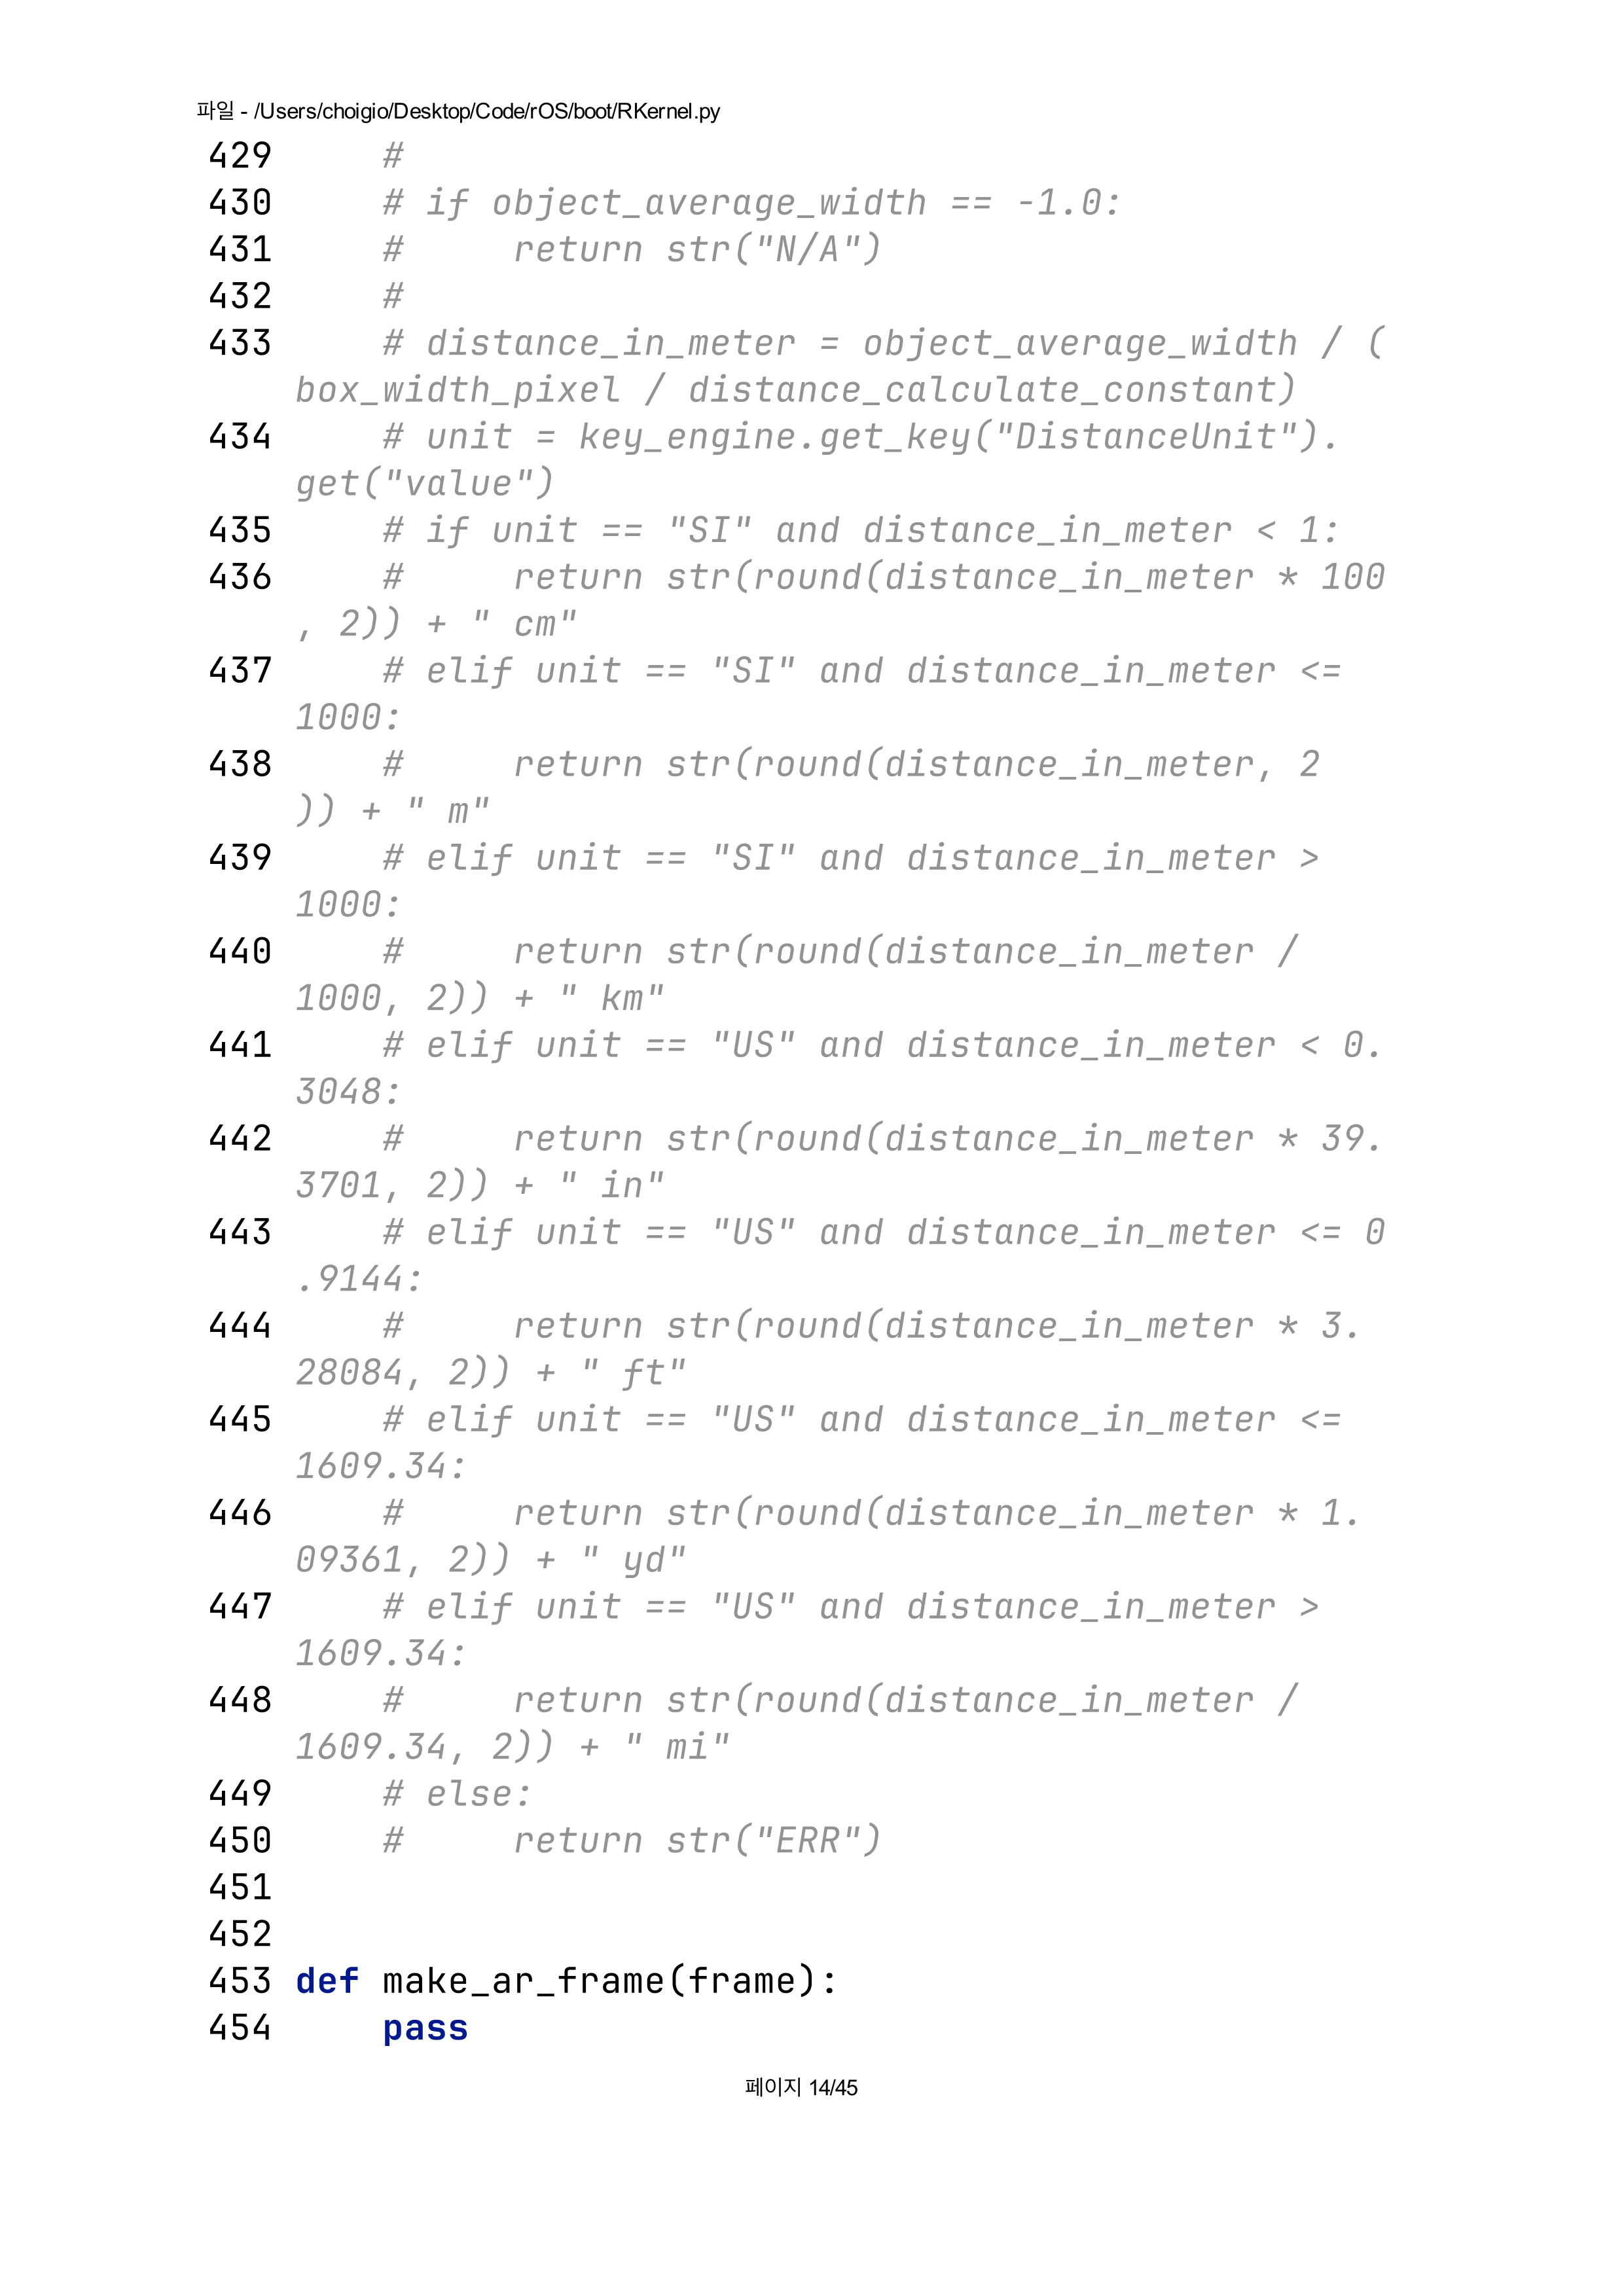 파일 - /Users/choigio/Desktop/Code/rOS/boot/RKernel.py
429     #
430     # if object_average_width == -1.0:
431     #     return str("N/A")
432     #
433     # distance_in_meter = object_average_width / (
    box_width_pixel / distance_calculate_constant)
434     # unit = key_engine.get_key("DistanceUnit").
    get("value")
435     # if unit == "SI" and distance_in_meter < 1:
436     #     return str(round(distance_in_meter * 100
    , 2)) + " cm"
437     # elif unit == "SI" and distance_in_meter <=
    1000:
438     #     return str(round(distance_in_meter, 2
    )) + " m"
439     # elif unit == "SI" and distance_in_meter >
    1000:
440     #     return str(round(distance_in_meter /
    1000, 2)) + " km"
441     # elif unit == "US" and distance_in_meter < 0.
    3048:
442     #     return str(round(distance_in_meter * 39.
    3701, 2)) + " in"
443     # elif unit == "US" and distance_in_meter <= 0
    .9144:
444     #     return str(round(distance_in_meter * 3.
    28084, 2)) + " ft"
445     # elif unit == "US" and distance_in_meter <=
    1609.34:
446     #     return str(round(distance_in_meter * 1.
    09361, 2)) + " yd"
447     # elif unit == "US" and distance_in_meter >
    1609.34:
448     #     return str(round(distance_in_meter /
    1609.34, 2)) + " mi"
449     # else:
450     #     return str("ERR")
451
452
453 def make_ar_frame(frame):
454     pass
페이지 14/45